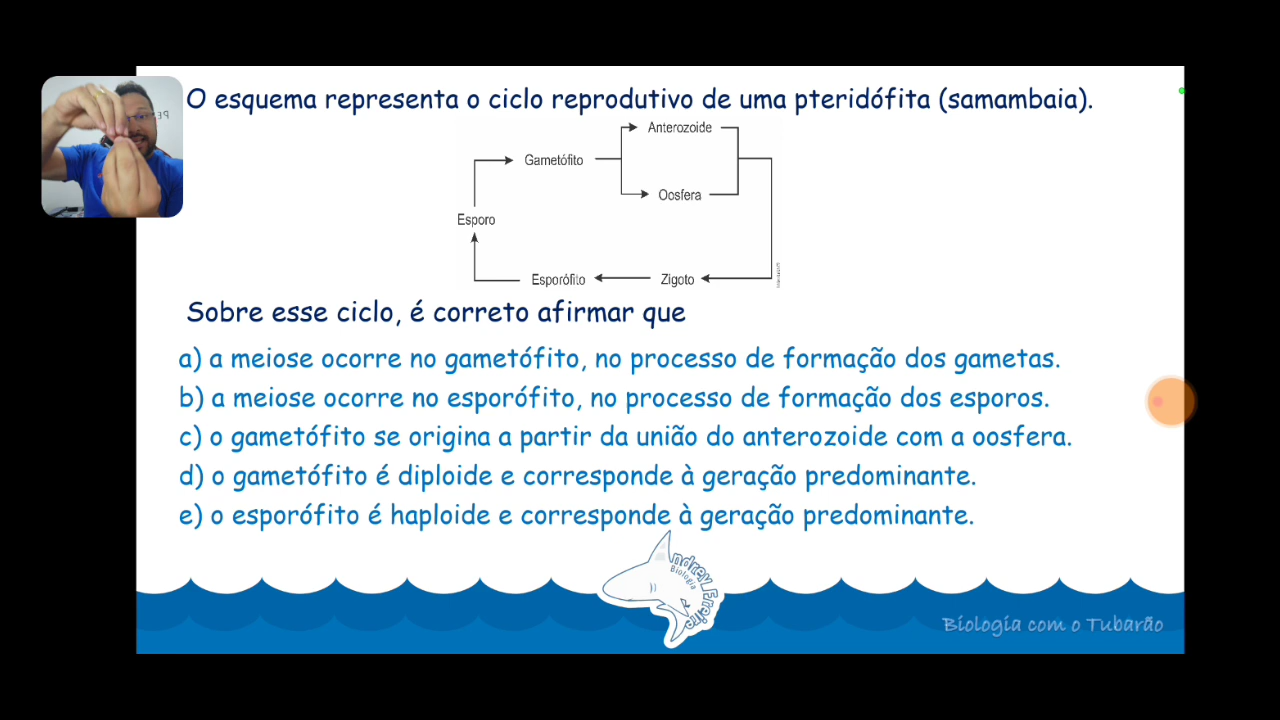 O esquema representa o ciclo reprodutivo de uma pteridófita (samambaia).
Anterozoide
Gametófito
Oosfera
Esporo
Esporófito
Zigoto
Sobre esse ciclo, é correto afirmar que
a) a meiose ocorre no gametófito, no processo de formação dos gametas.
b) a meiose ocorre no esporófito, no processo de formação dos esporos.
c) o gametófito se origina a partir da união do anterozoide com a oosfera.
d) o gametófito é diploide e corresponde à geração predominante.
e) o esporófito é haploide e corresponde à geração predominante.
Biologia
Biologia com o Tubarão